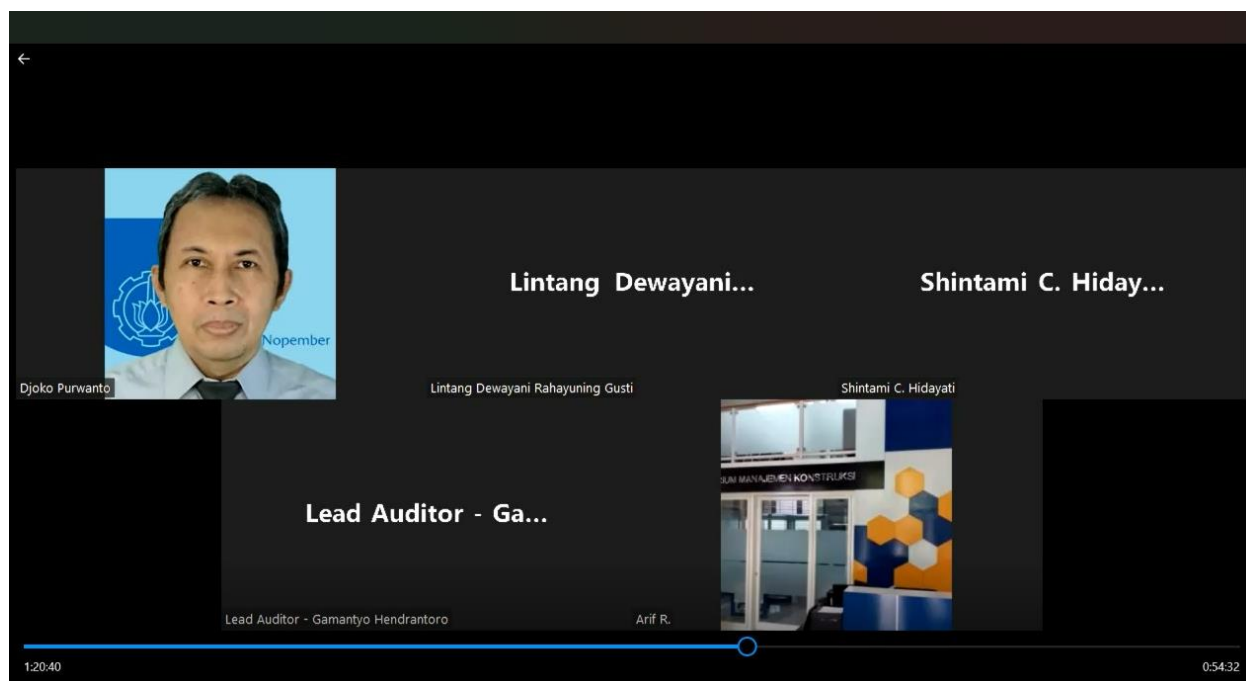 Nopember
Djoko Purwanto
Lintang Dewayani...
Lintang Dewayani Rahayuning Gusti
Shintami C. Hiday...
Shintami C. Hidayati
Lead Auditor - Ga...
Lead Auditor - Gamantyo Hendrantoro
MANAJEMEN KONSTRUKSI
Arif R.
1:20:40
0:54:32